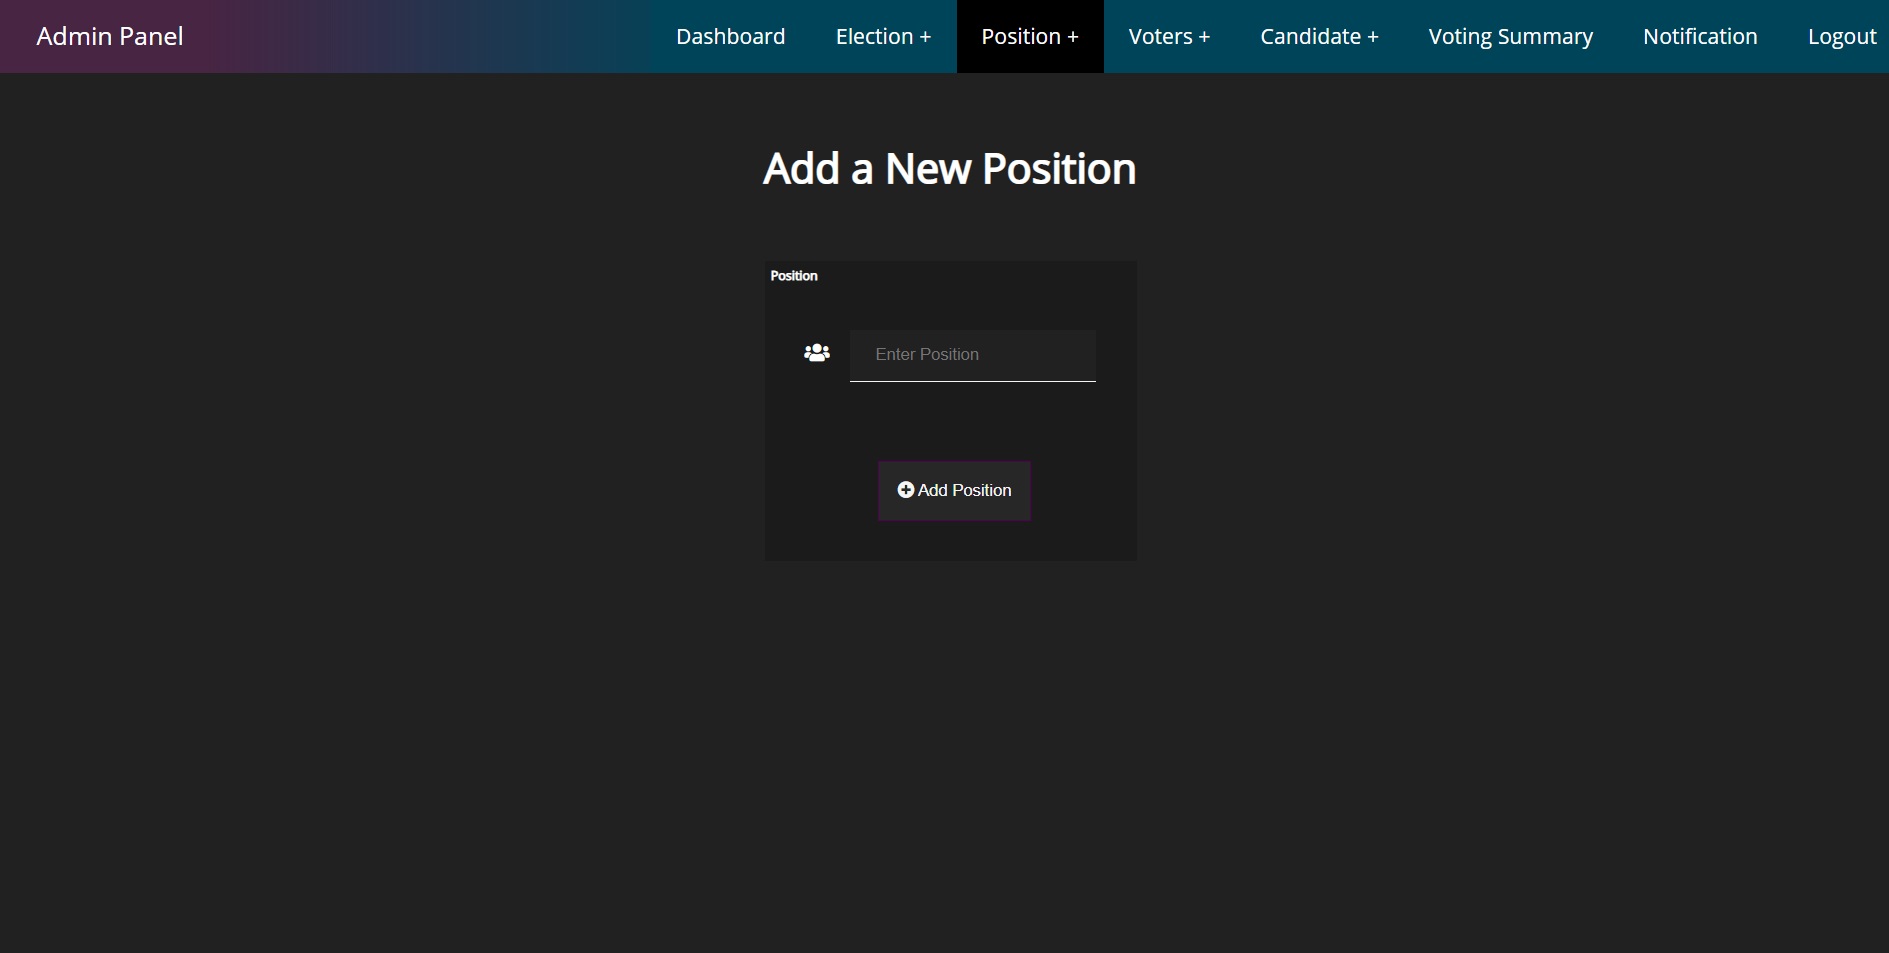 Admin Panel Dashboard Election + Position + Voters + Candidate + Voting Summary Notification Logout
Add a New Position
Position
Enter Position
Add Position